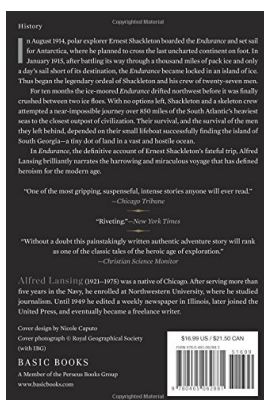 Copyrighted Material
History
In August 1914, polar explorer Ernest Shackleton boarded the Endurance and set sail
for Antarctica, where he planned to cross the last uncharted continent on foot. In
January 1915, after battling its way through a thousand miles of pack ice and only
a day's sail short of its destination, the Endurance became locked in an island of ice.
Thus began the legendary ordeal of Shackleton and his crew of twenty-seven men.
For ten months the ice-moored Endurance drifted northwest before it was finally
crushed between two ice floes. With no options left, Shackleton and a skeleton crew
attempted a near-impossible journey over 850 miles of the South Atlantic's heaviest
seas to the closest outpost of civilization. Their survival, and the survival of the men
they left behind, depended on their small lifeboat successfully finding the island of
South Georgia—a tiny dot of land in a vast and hostile ocean.
In Endurance, the definitive account of Ernest Shackleton's fateful trip, Alfred
Lansing brilliantly narrates the harrowing and miraculous voyage that has defined
heroism for the modern age.
"One of the most gripping, suspenseful, intense stories anyone will ever read."
—Chicago Tribune
"Riveting."—New York Times
"Without a doubt this painstakingly written authentic adventure story will rank
as one of the classic tales of the heroic age of exploration."
—Christian Science Monitor
Alfred Lansing (1921–1975) was a native of Chicago. After serving more than
five years in the Navy, he enrolled at Northwestern University, where he studied
journalism. Until 1949 he edited a weekly newspaper in Illinois, later joined the
United Press, and eventually became a freelance writer.
Cover design by Nicole Caputo
Cover photograph © Royal Geographical Society
(with IBG)
BASIC BOOKS
A Member of the Perseus Books Group
www.basicbooks.com
$16.99 US / $21.50 CAN
51699
9 780465 062881
Copyrighted Material